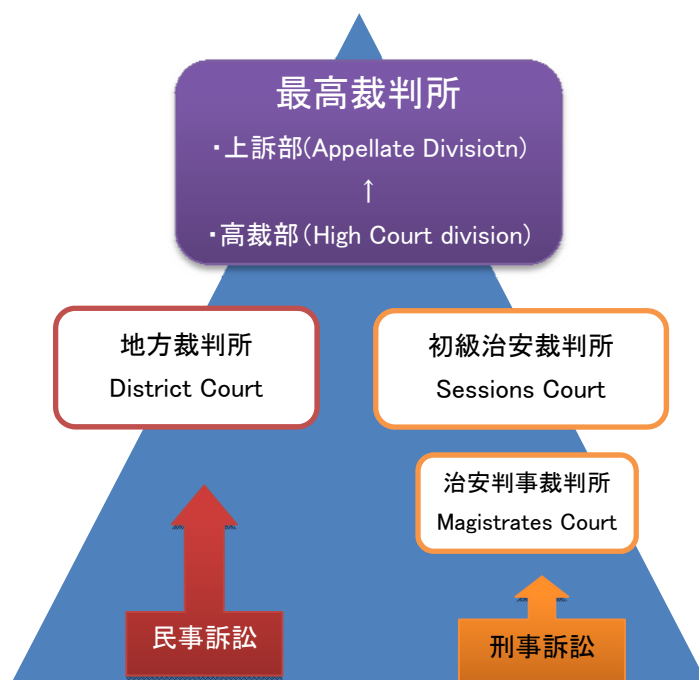 最高裁判所
・上訴部(Appellate Divisiotn)
↑
・高裁部(High Court division)
地方裁判所
District Court
初級治安裁判所
Sessions Court
治安判事裁判所
Magistrates Court
民事訴訟
刑事訴訟